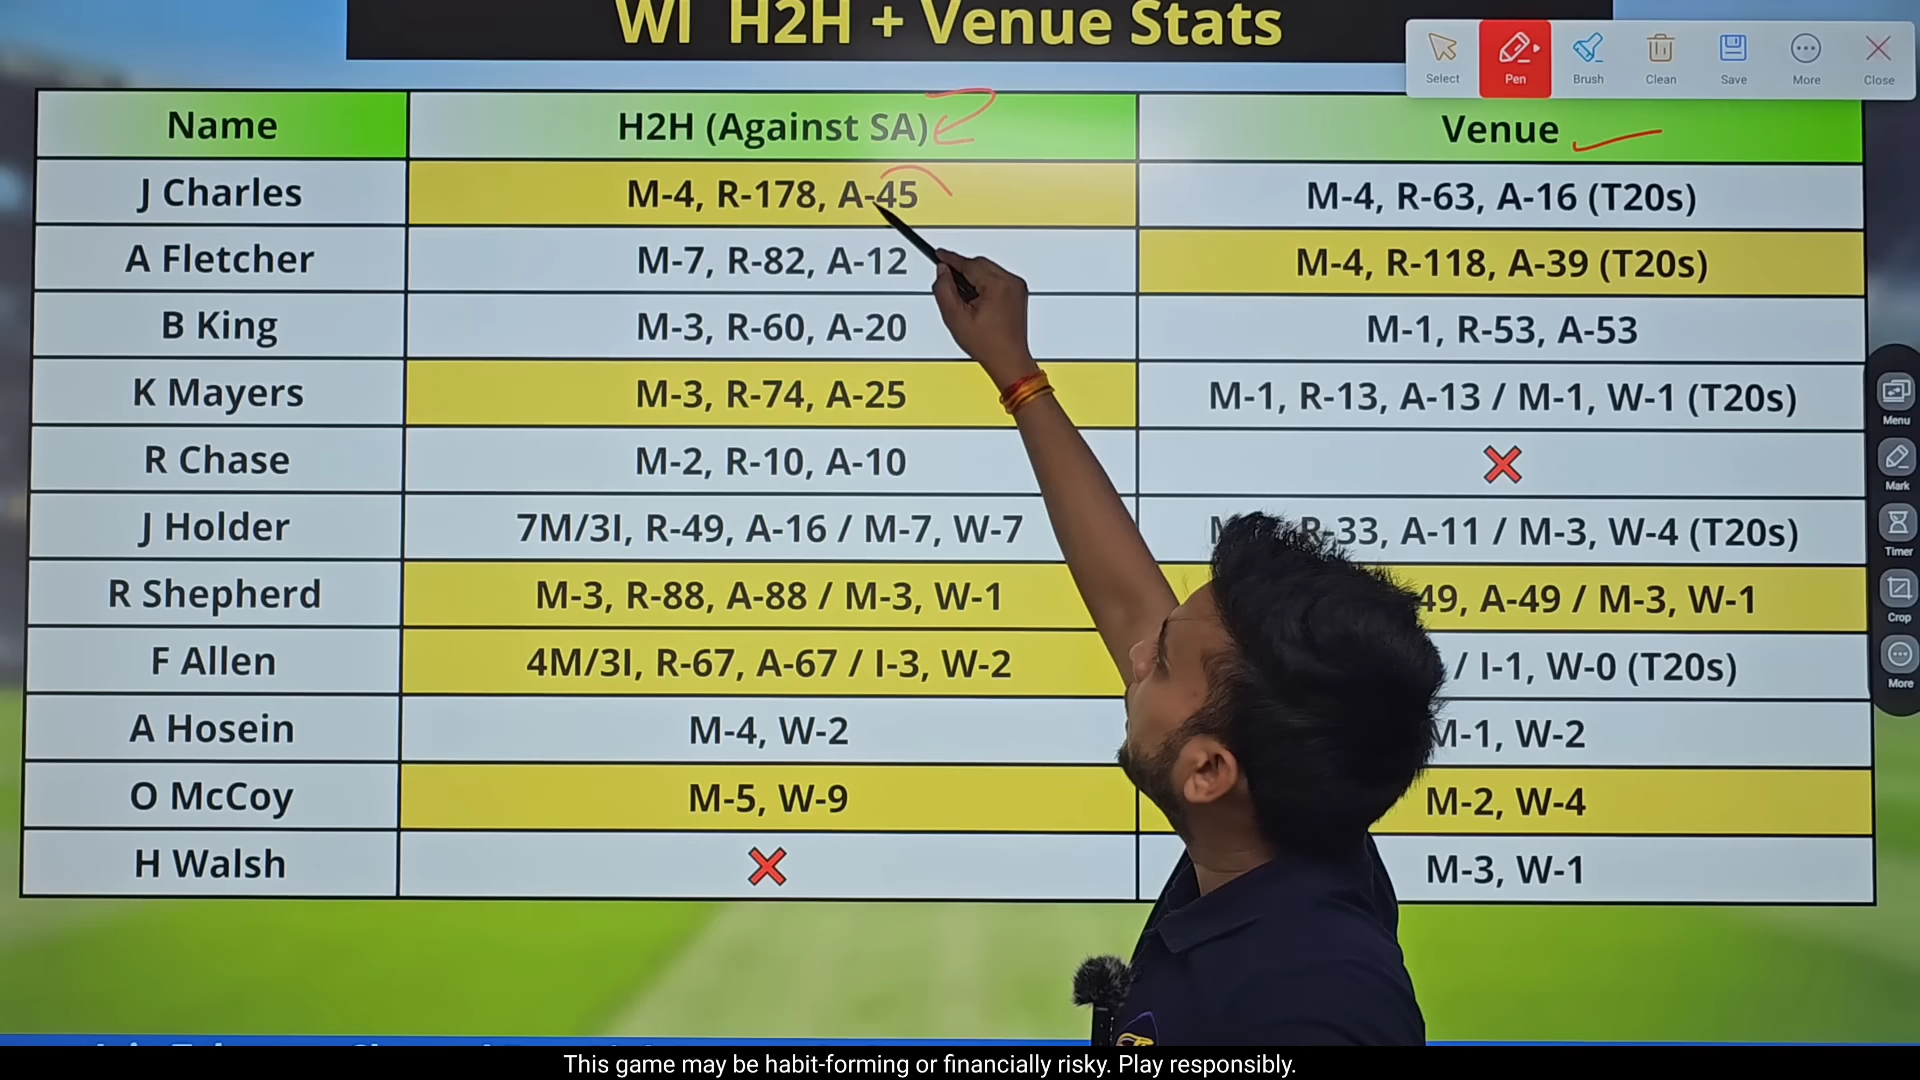 WI H2H + Venue Stats
Select
Pen
Brush
Clean
Save
More
Close
Name H2H (Against SA) Venue
J Charles M-4, R-178, A-45 M-4, R-63, A-16 (T20s)
A Fletcher M-7, R-82, A-12 M-4, R-118, A-39 (T20s)
B King M-3, R-60, A-20 M-1, R-53, A-53
K Mayers M-3, R-74, A-25 M-1, R-13, A-13 / M-1, W-1 (T20s)
R Chase M-2, R-10, A-10 ❌
J Holder 7M/3I, R-49, A-16 / M-7, W-7 R-33, A-11 / M-3, W-4 (T20s)
R Shepherd M-3, R-88, A-88 / M-3, W-1 49, A-49 / M-3, W-1
F Allen 4M/3I, R-67, A-67 / I-3, W-2 / I-1, W-0 (T20s)
A Hosein M-4, W-2 M-1, W-2
O McCoy M-5, W-9 M-2, W-4
H Walsh ❌ M-3, W-1
Menu
Mark
Timer
Crop
More
This game may be habit-forming or financially risky. Play responsibly.